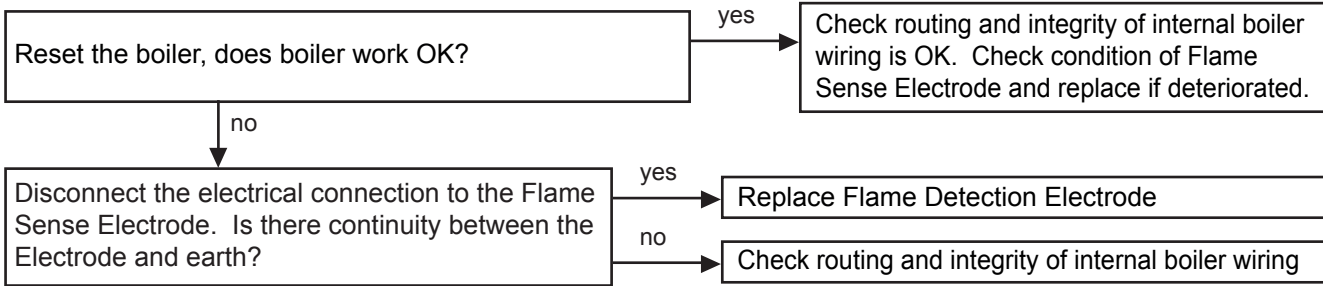 Reset the boiler, does boiler work OK?
yes
Check routing and integrity of internal boiler
wiring is OK.  Check condition of Flame
Sense Electrode and replace if deteriorated.
no
Disconnect the electrical connection to the Flame
Sense Electrode.  Is there continuity between the
Electrode and earth?
yes
Replace Flame Detection Electrode
no
Check routing and integrity of internal boiler wiring